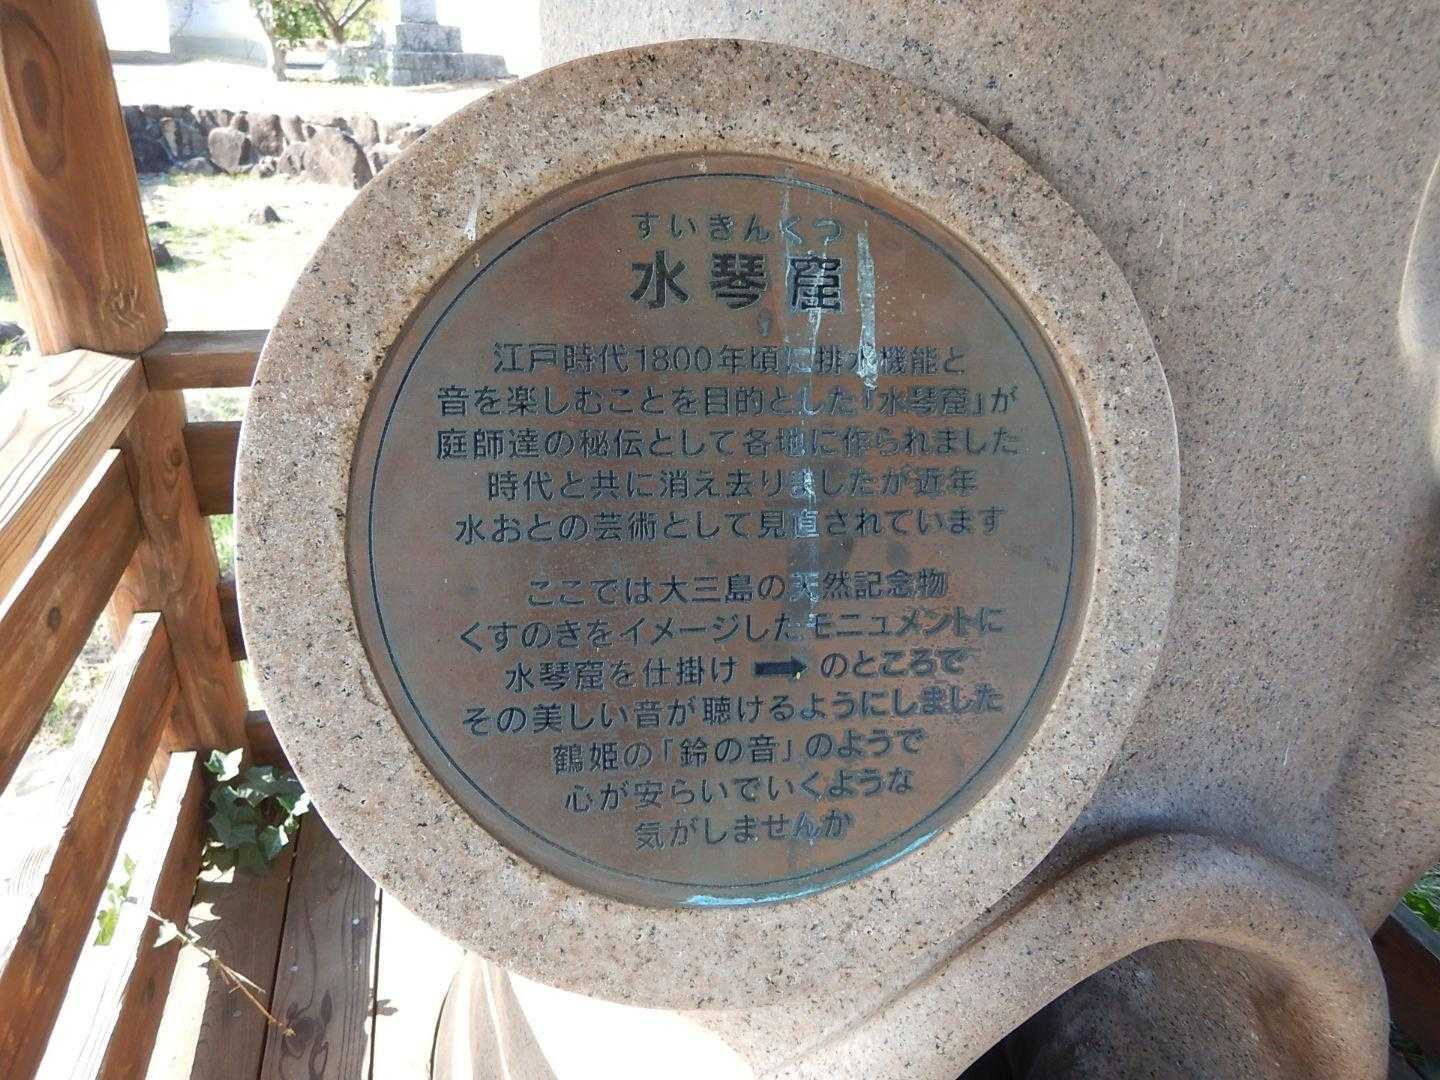 すいきんくつ
水琴窟
江戸時代1800年頃に排水機能と
音を楽しむことを目的とした「水琴窟」が
庭師達の秘伝として各地に作られました
時代と共に消え去りましたが近年
水おとの芸術として見直されています
ここでは大三島の天然記念物
くすのきをイメージしたモニュメントに
水琴窟を仕掛け ➡ のところで
その美しい音が聴けるようにしました
鶴姫の「鈴の音」のようで
心が安らいでいくような
気がしませんか